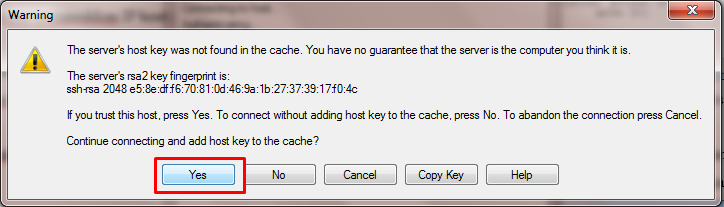 Warning
The server's host key was not found in the cache. You have no guarantee that the server is the computer you think it is.
The server's rsa2 key fingerprint is:
ssh-rsa 2048 e5:8e:df:f6:70:81:0d:46:9a:1b:27:37:39:17:f0:4c
If you trust this host, press Yes. To connect without adding host key to the cache, press No. To abandon the connection press Cancel.
Continue connecting and add host key to the cache?
Yes No Cancel Copy Key Help